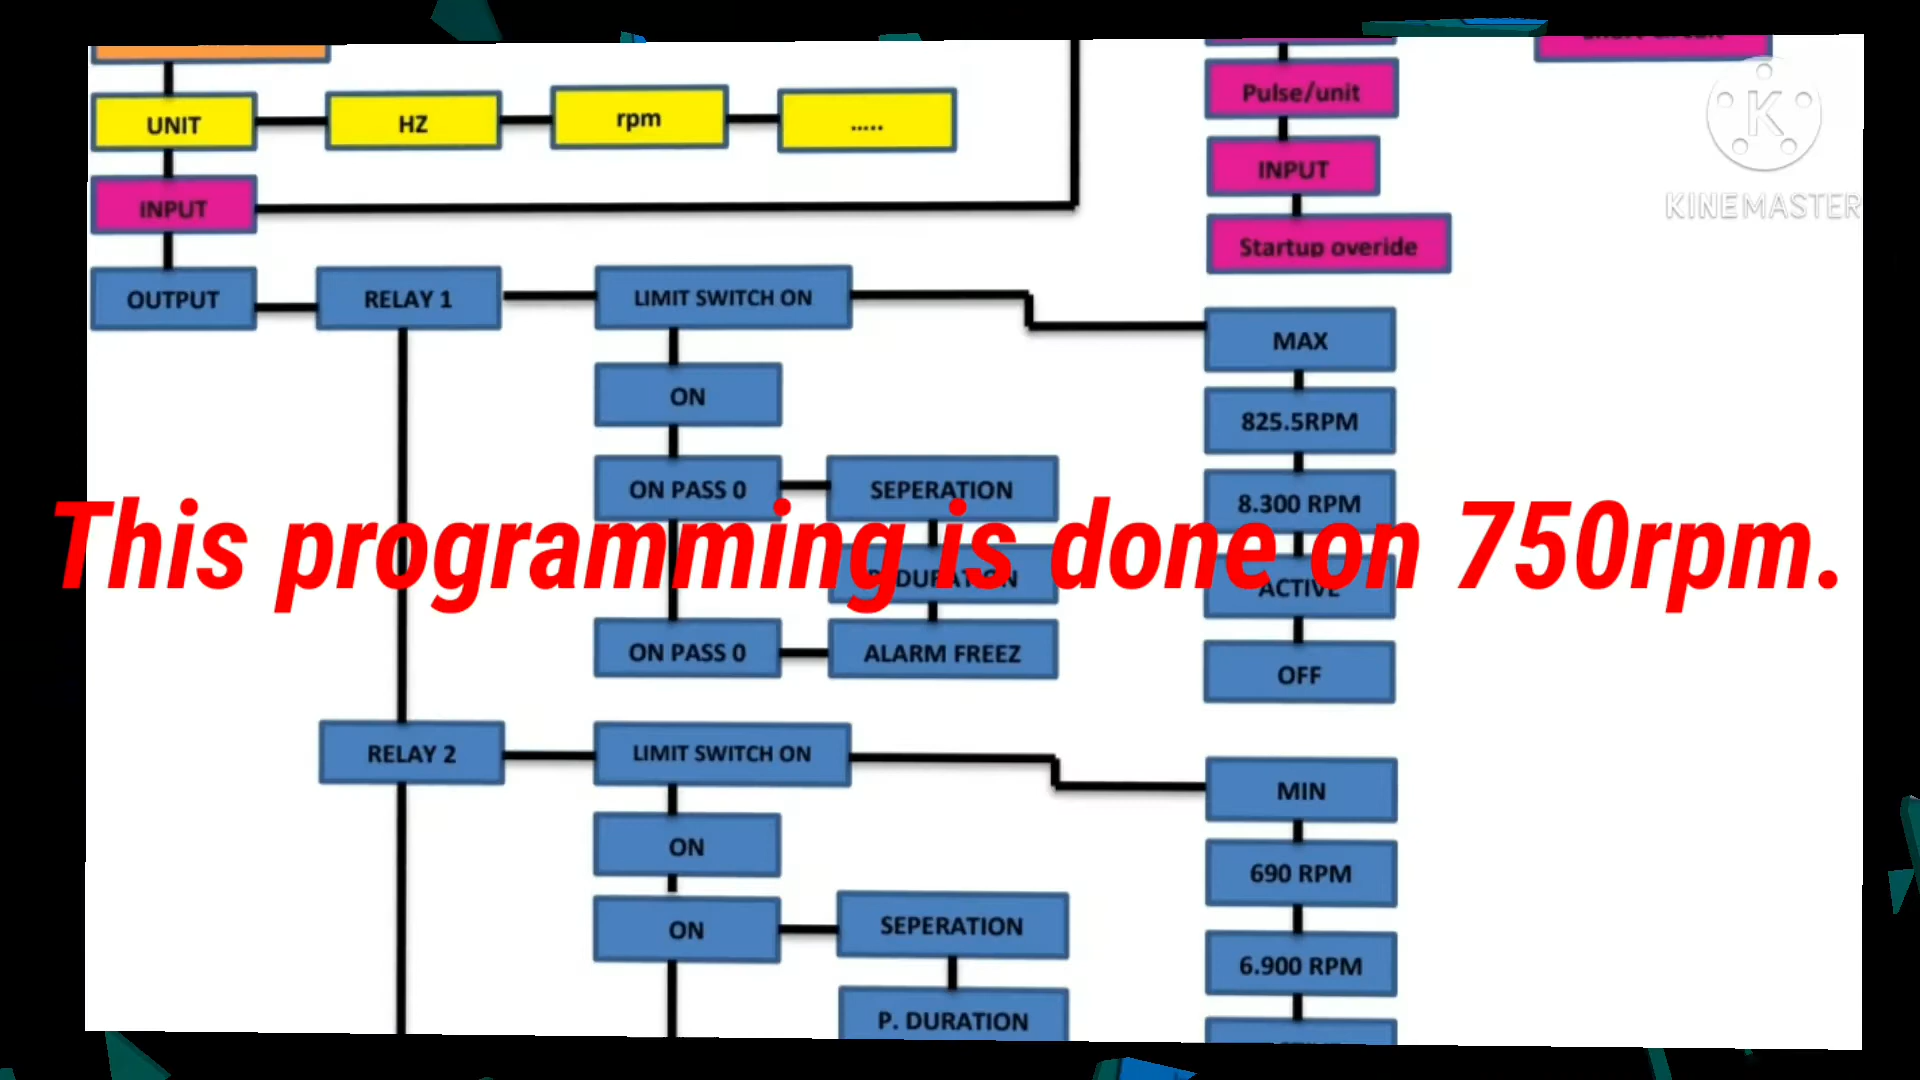 Pulse/unit
UNIT
HZ
rpm
.....
INPUT
INPUT
KINEMASTER
Startup overide
OUTPUT
RELAY 1
LIMIT SWITCH ON
MAX
ON
825.5RPM
ON PASS 0
SEPERATION
8.300 RPM
This programming is done on 750rpm.
P. DURATION
ACTIVE
ON PASS 0
ALARM FREEZ
OFF
RELAY 2
LIMIT SWITCH ON
MIN
ON
690 RPM
ON
SEPERATION
6.900 RPM
P. DURATION